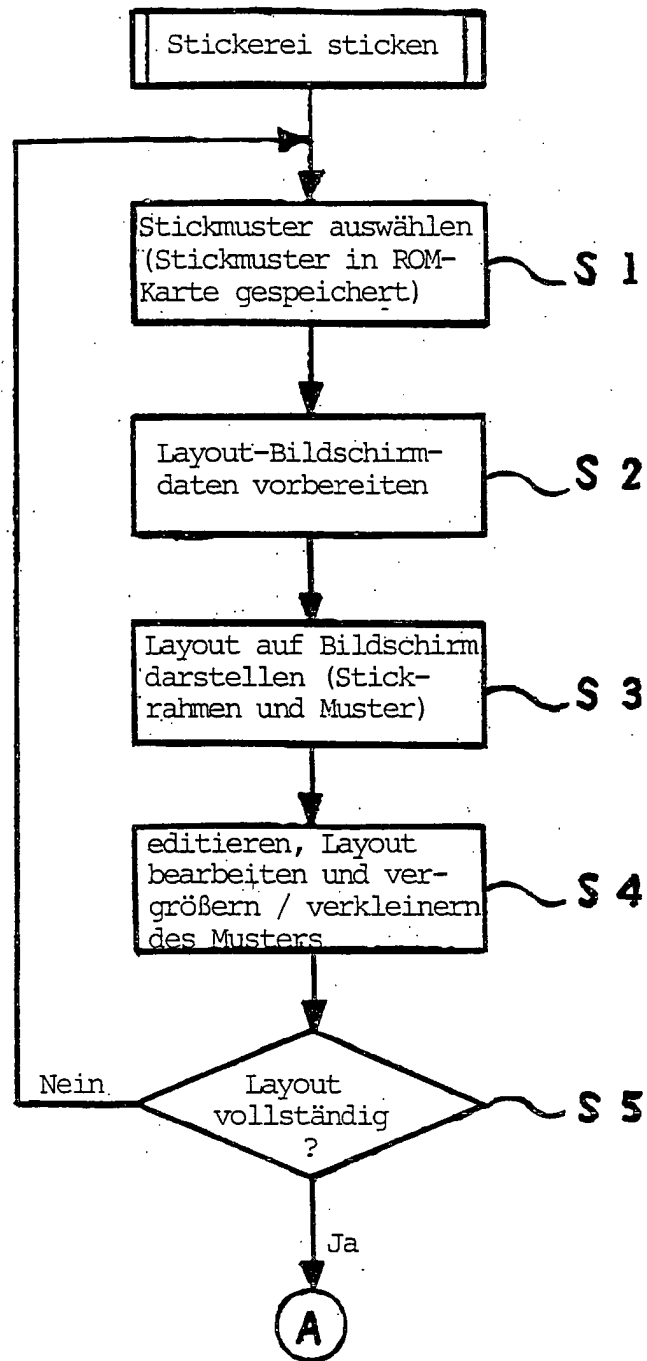 Stickerei sticken
Stickmuster auswählen
(Stickmuster in ROM-
Karte gespeichert)
S 1
Layout-Bildschirm-
daten vorbereiten
S 2
Layout auf Bildschirm
darstellen (Stick-
rahmen und Muster)
S 3
editieren, Layout
bearbeiten und ver-
größern / verkleinern
des Musters
S 4
Nein
Layout
vollständig
?
S 5
Ja
A